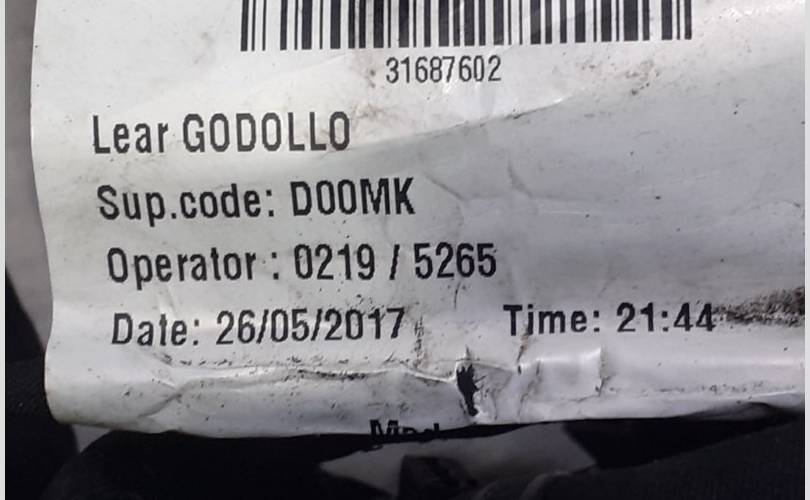 31687602
Lear GODOLLO
Sup.code: D00MK
Operator : 0219 / 5265
Date: 26/05/2017 Time: 21:44